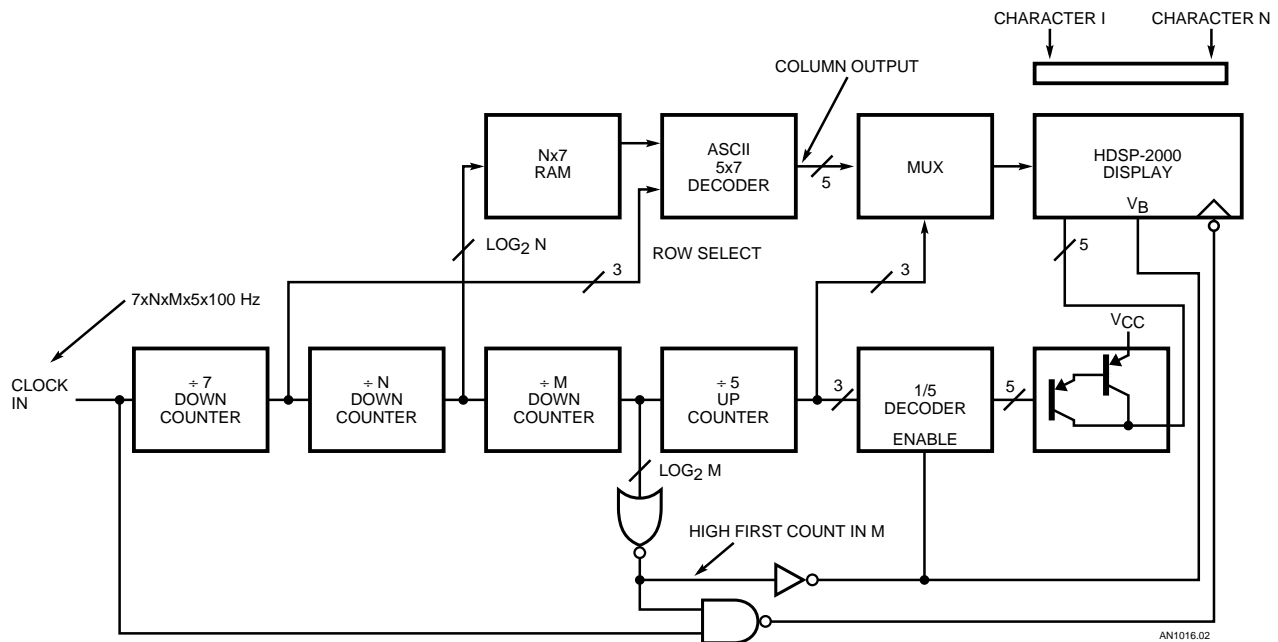 CHARACTER I
CHARACTER N
COLUMN OUTPUT
Nx7
RAM
ASCII
5x7
DECODER
5
MUX
HDSP-2000
DISPLAY
VB
LOG2 N
ROW SELECT
3
3
5
7xNxMx5x100 Hz
VCC
CLOCK
IN
÷ 7
DOWN
COUNTER
÷ N
DOWN
COUNTER
÷ M
DOWN
COUNTER
÷ 5
UP
COUNTER
3
1/5
DECODER
ENABLE
5
LOG2 M
HIGH FIRST COUNT IN M
AN1016.02